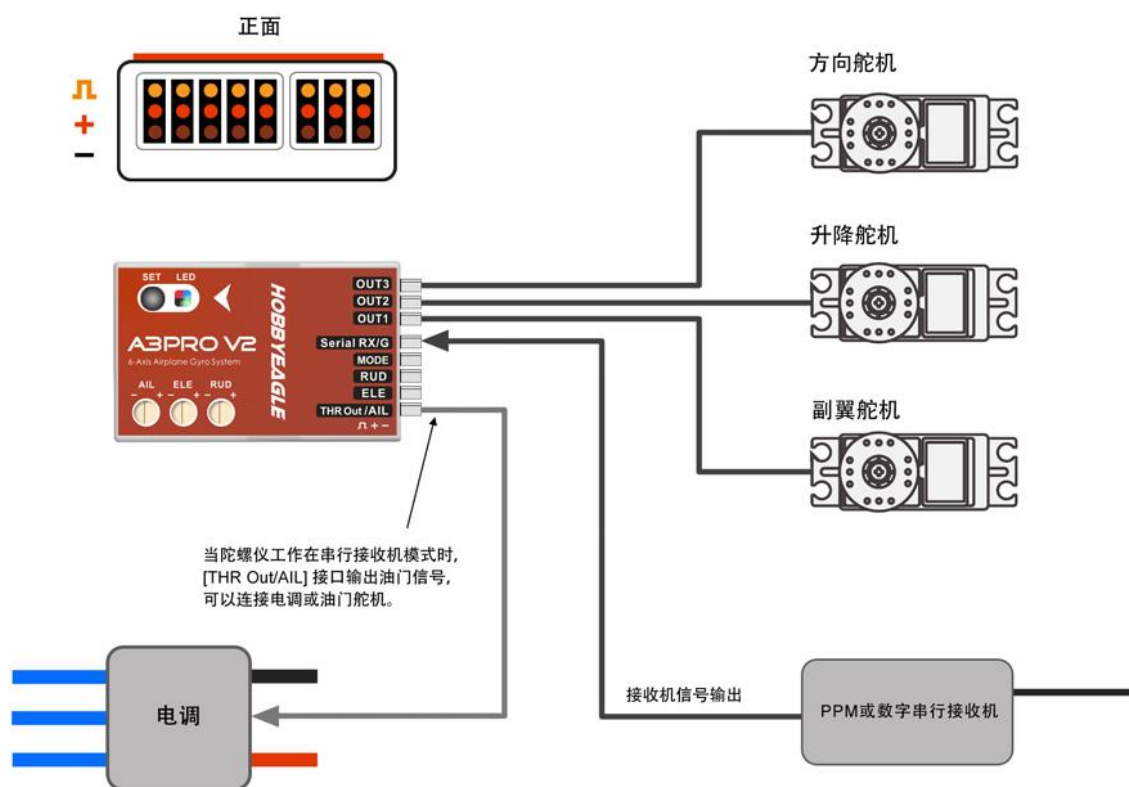 正面
+
−
方向舵机
升降舵机
副翼舵机
SET LED
A3PRO V2
6-Axis Airplane Gyro System
HOBBYEAGLE
AIL ELE RUD
− + − + − +
OUT3
OUT2
OUT1
Serial RX/G
MODE
RUD
ELE
THR Out/AIL
+ −
当陀螺仪工作在串行接收机模式时,
[THR Out/AIL] 接口输出油门信号,
可以连接电调或油门舵机。
电调
接收机信号输出
PPM或数字串行接收机